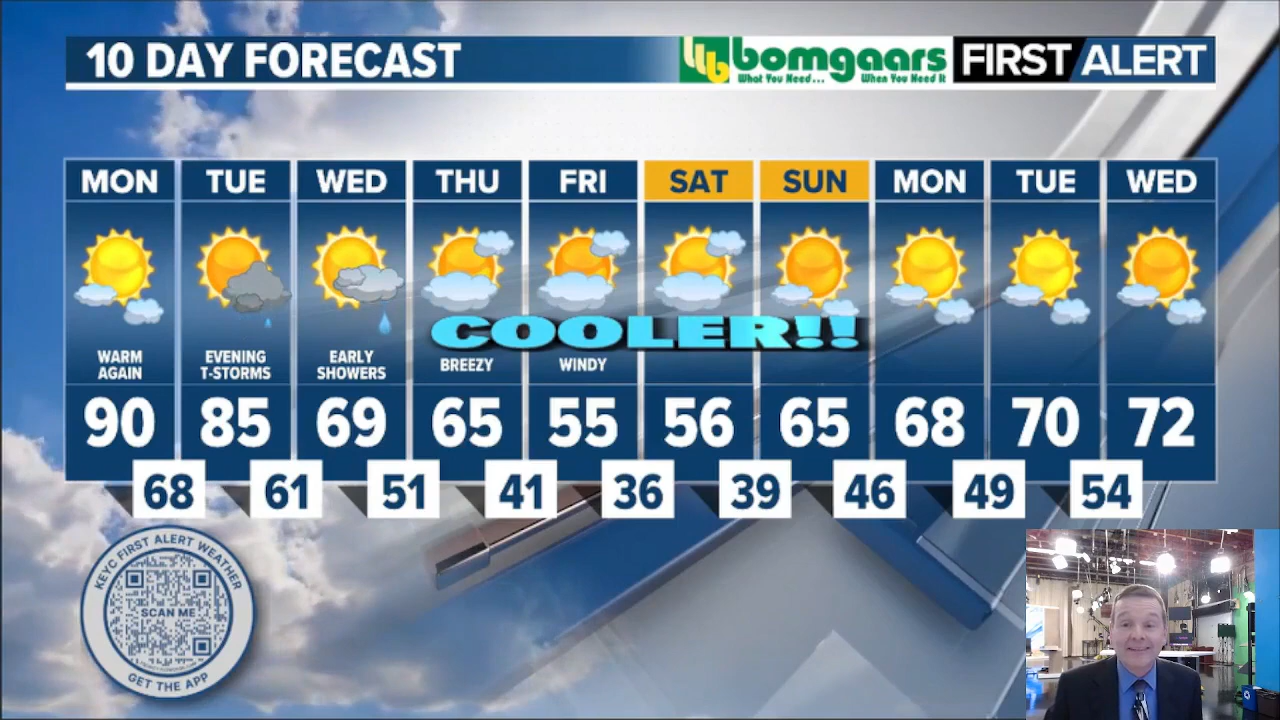 10 DAY FORECAST
bomgaars
What You Need... When You Need It
FIRST ALERT
MON TUE WED THU FRI SAT SUN MON TUE WED
COOLER!!
WARM AGAIN
EVENING T-STORMS
EARLY SHOWERS
BREEZY
WINDY
90 85 69 65 55 56 65 68 70 72
68 61 51 41 36 39 46 49 54
KEYC FIRST ALERT WEATHER
SCAN ME
GET THE APP